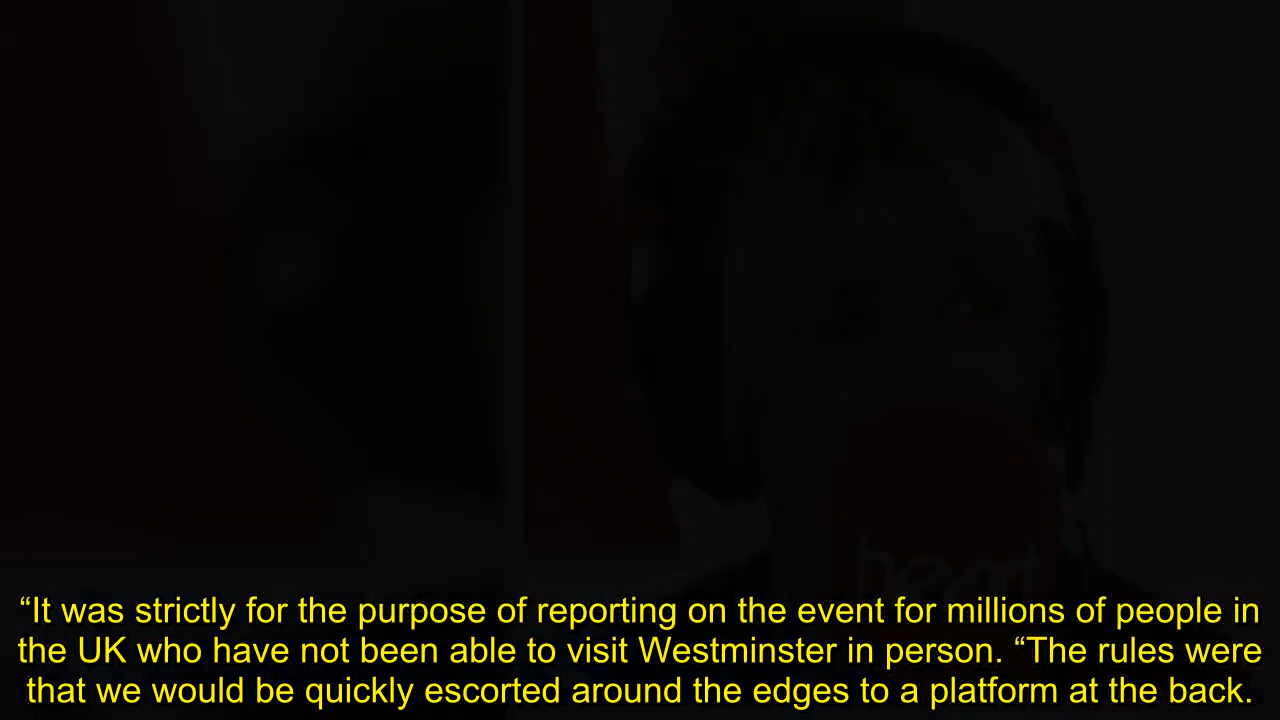 “It was strictly for the purpose of reporting on the event for millions of people in
the UK who have not been able to visit Westminster in person. “The rules were
that we would be quickly escorted around the edges to a platform at the back.
heart